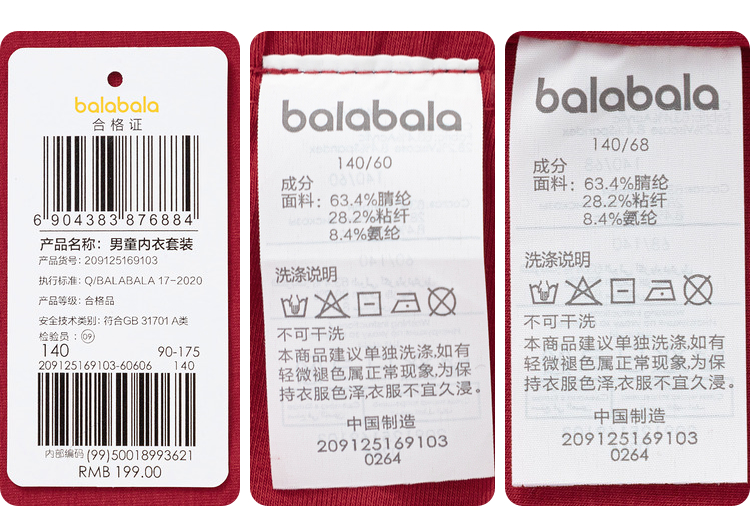 balabala
合格证
6 904383 876884
产品名称：男童内衣套装
产品货号：209125169103
执行标准：Q/BALABALA 17-2020
产品等级：合格品
安全技术类别：符合GB 31701 A类
检验员：09
140 90-175
209125169103-60606 140
内部编码 (99)50018993621
RMB 199.00
balabala
140/60
成分
面料：63.4%腈纶
28.2%粘纤
8.4%氨纶
洗涤说明
不可干洗
本商品建议单独洗涤,如有
轻微褪色属正常现象,为保
持衣服色泽,衣服不宜久浸。
中国制造
209125169103
0264
balabala
140/68
成分
面料：63.4%腈纶
28.2%粘纤
8.4%氨纶
洗涤说明
不可干洗
本商品建议单独洗涤,如有
轻微褪色属正常现象,为保
持衣服色泽,衣服不宜久浸。
中国制造
209125169103
0264